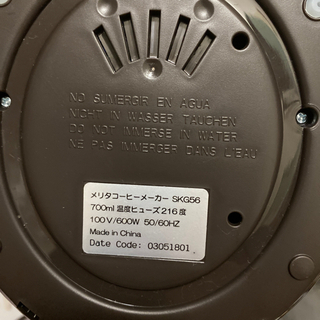 NO SUMERGIR EN AGUA
NIGHT IN WASSER TAUCHEN
DO NOT IMMERSE IN WATER
NE PAS IMMERGER DANS L'EAU
メリタコーヒーメーカー SKG56
700ml 温度ヒューズ216度
100V/600W 50/60HZ
Made in China
Date Code: 03051801